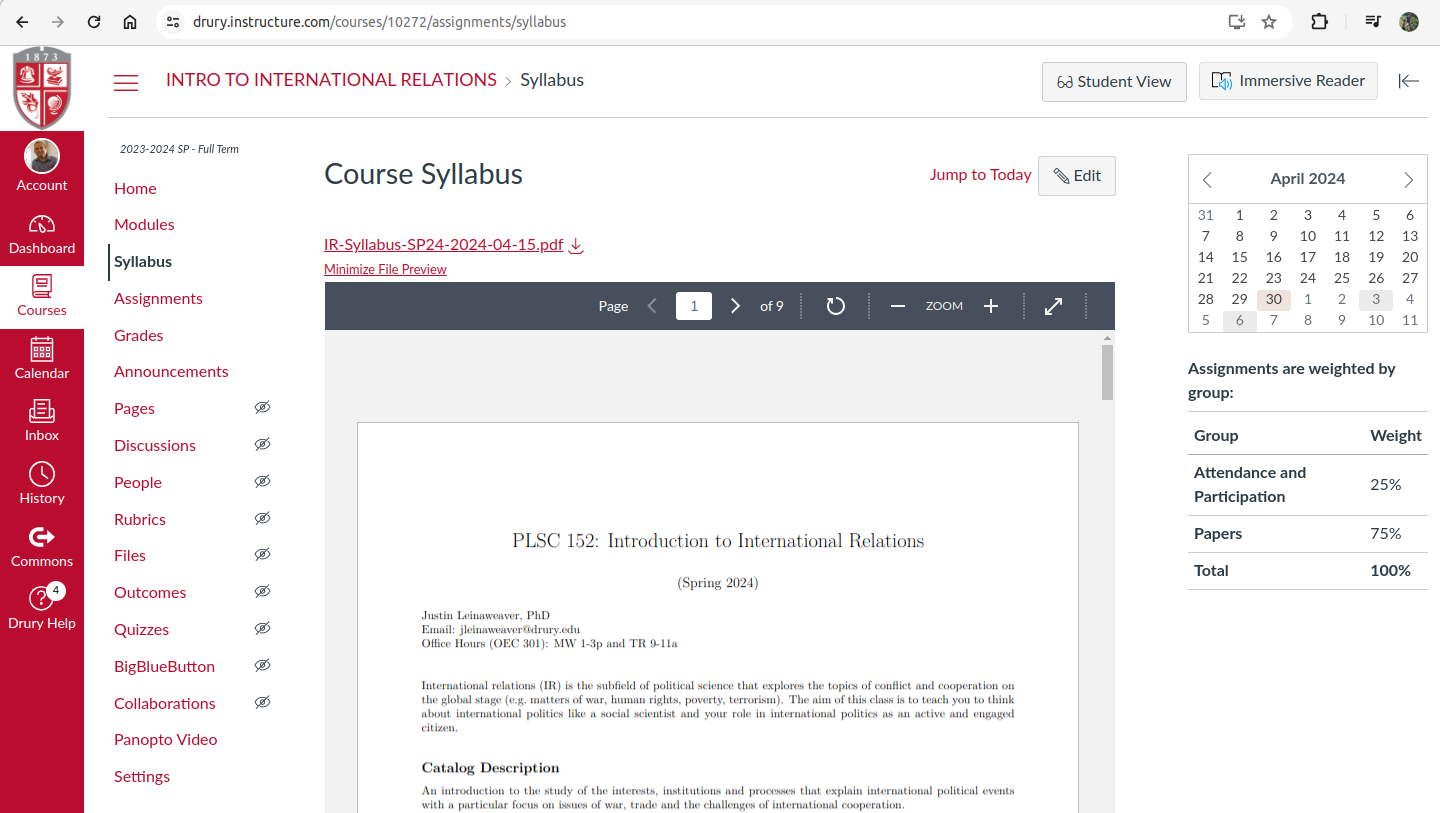 drury.instructure.com/courses/10272/assignments/syllabus
1873
INTRO TO INTERNATIONAL RELATIONS > Syllabus
Student View
Immersive Reader
Account
Dashboard
Courses
Calendar
Inbox
History
Commons
4
Drury Help
2023-2024 SP - Full Term
Home
Modules
Syllabus
Assignments
Grades
Announcements
Pages
Discussions
People
Rubrics
Files
Outcomes
Quizzes
BigBlueButton
Collaborations
Panopto Video
Settings
Course Syllabus
Jump to Today
Edit
IR-Syllabus-SP24-2024-04-15.pdf
Minimize File Preview
Page 1 of 9 ZOOM
PLSC 152: Introduction to International Relations
(Spring 2024)
Justin Leinaweaver, PhD
Email: jleinaweaver@drury.edu
Office Hours (OEC 301): MW 1-3p and TR 9-11a
International relations (IR) is the subfield of political science that explores the topics of conflict and cooperation on
the global stage (e.g. matters of war, human rights, poverty, terrorism). The aim of this class is to teach you to think
about international politics like a social scientist and your role in international politics as an active and engaged
citizen.
Catalog Description
An introduction to the study of the interests, institutions and processes that explain international political events
with a particular focus on issues of war, trade and the challenges of international cooperation.
April 2024
31 1 2 3 4 5 6
7 8 9 10 11 12 13
14 15 16 17 18 19 20
21 22 23 24 25 26 27
28 29 30 1 2 3 4
5 6 7 8 9 10 11
Assignments are weighted by
group:
Group Weight
Attendance and
Participation 25%
Papers 75%
Total 100%